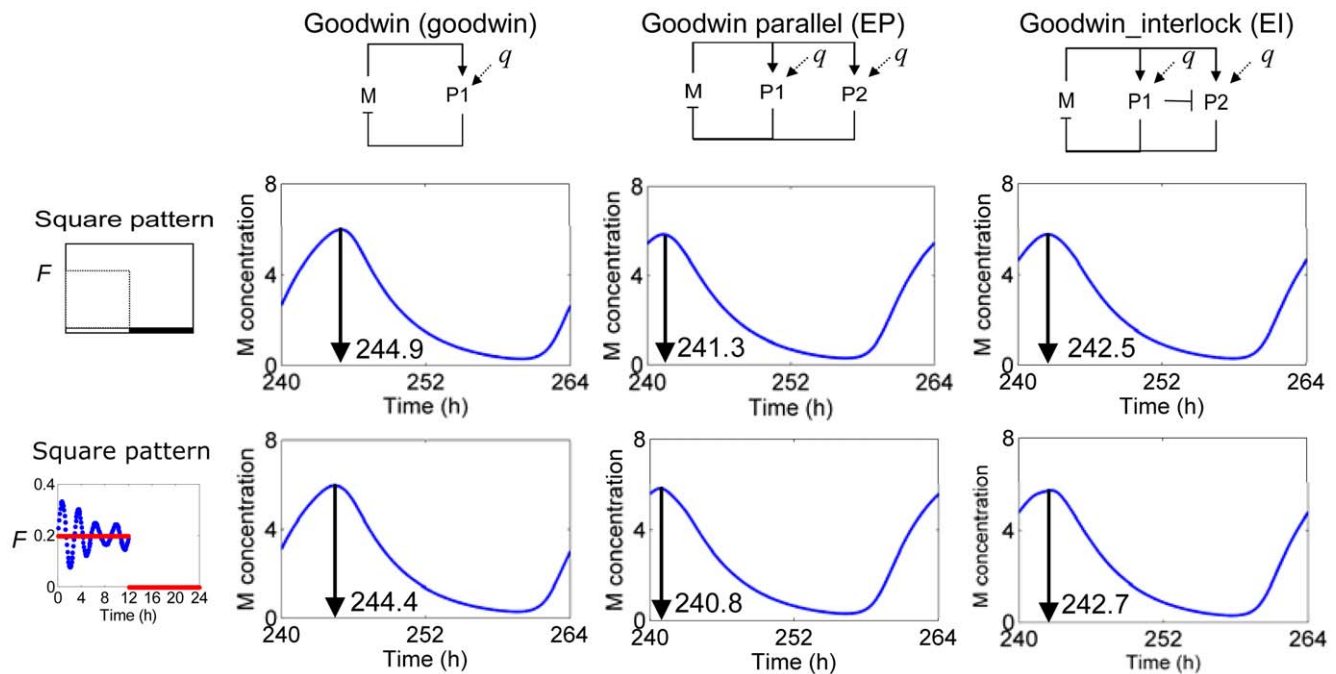 Goodwin (goodwin)
Goodwin parallel (EP)
Goodwin_interlock (EI)
q
M P1
q q
M P1 P2
q q
M P1 P2
Square pattern
F
M concentration
8
4
0
244.9
240 252 264
Time (h)
M concentration
8
4
0
241.3
240 252 264
Time (h)
M concentration
8
4
0
242.5
240 252 264
Time (h)
Square pattern
F
0.4
0.2
0
0 4 8 12 16 20 24
Time (h)
M concentration
8
4
0
244.4
240 252 264
Time (h)
M concentration
8
4
0
240.8
240 252 264
Time (h)
M concentration
8
4
0
242.7
240 252 264
Time (h)